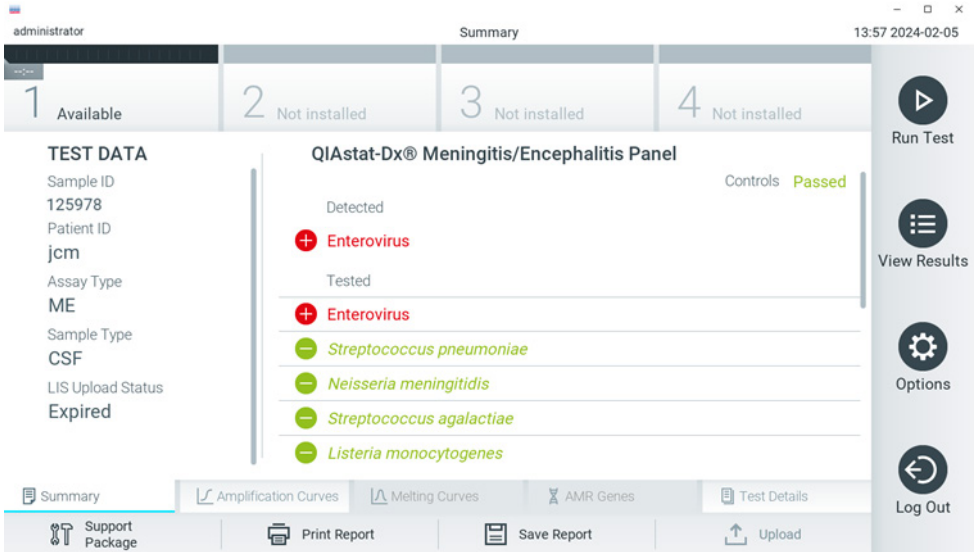 administrator
Summary
13:57 2024-02-05
--:--
1 Available
2 Not installed
3 Not installed
4 Not installed
TEST DATA
Sample ID
125978
Patient ID
jcm
Assay Type
ME
Sample Type
CSF
LIS Upload Status
Expired
QIAstat-Dx® Meningitis/Encephalitis Panel
Controls Passed
Detected
Enterovirus
Tested
Enterovirus
Streptococcus pneumoniae
Neisseria meningitidis
Streptococcus agalactiae
Listeria monocytogenes
Run Test
View Results
Options
Log Out
Summary
Amplification Curves
Melting Curves
AMR Genes
Test Details
Support
Package
Print Report
Save Report
Upload